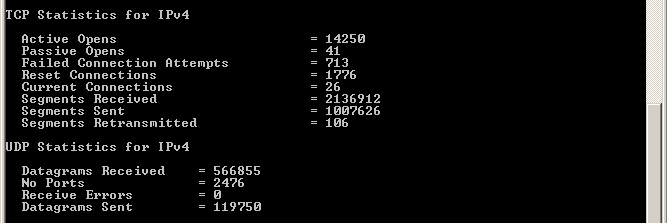 TCP Statistics for IPv4
Active Opens = 14250
Passive Opens = 41
Failed Connection Attempts = 713
Reset Connections = 1776
Current Connections = 26
Segments Received = 2136912
Segments Sent = 1007626
Segments Retransmitted = 106
UDP Statistics for IPv4
Datagrams Received = 566855
No Ports = 2476
Receive Errors = 0
Datagrams Sent = 119750